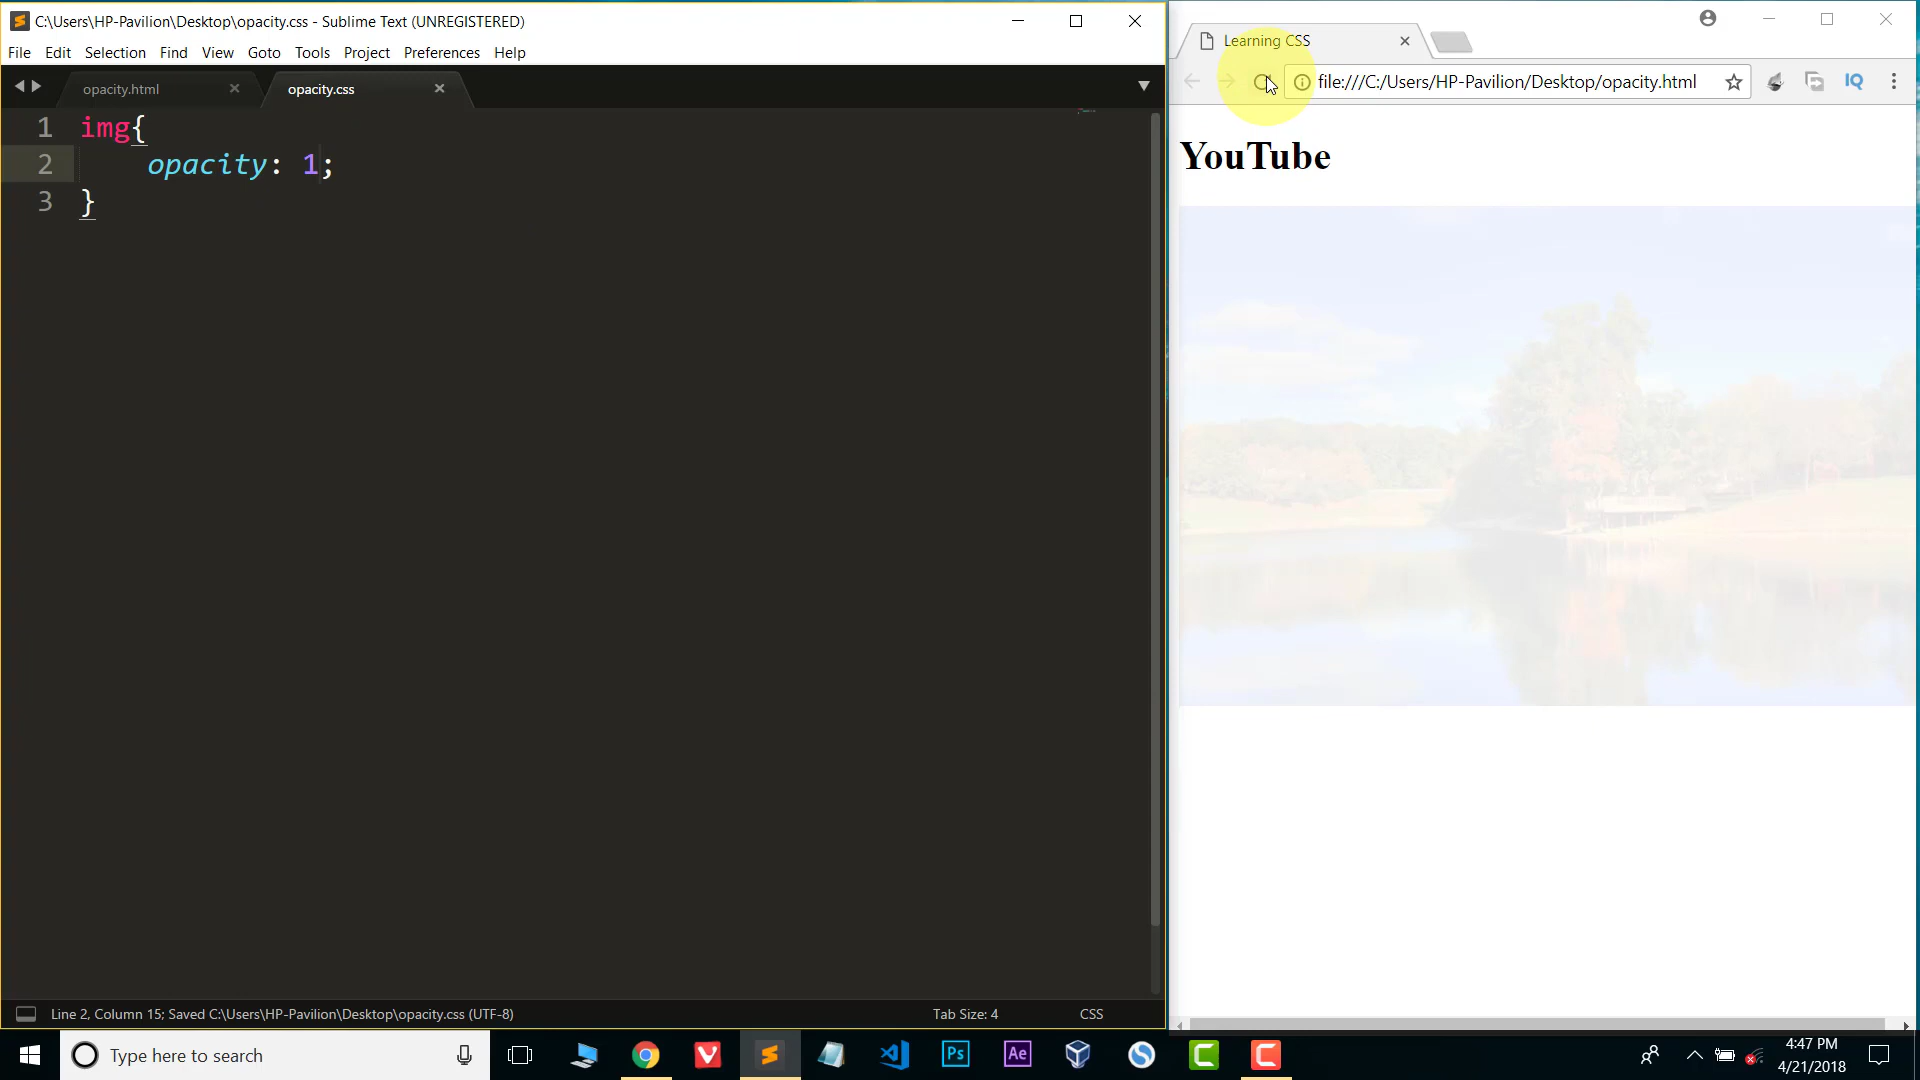 C:\Users\HP-Pavilion\Desktop\opacity.css - Sublime Text (UNREGISTERED)
File Edit Selection Find View Goto Tools Project Preferences Help
opacity.html
opacity.css
1 img{
2 opacity: 1;
3 }
Line 2, Column 15; Saved C:\Users\HP-Pavilion\Desktop\opacity.css (UTF-8)
Tab Size: 4
CSS
Learning CSS
file:///C:/Users/HP-Pavilion/Desktop/opacity.html
IQ
YouTube
Type here to search
Ps
Ae
4:47 PM
4/21/2018